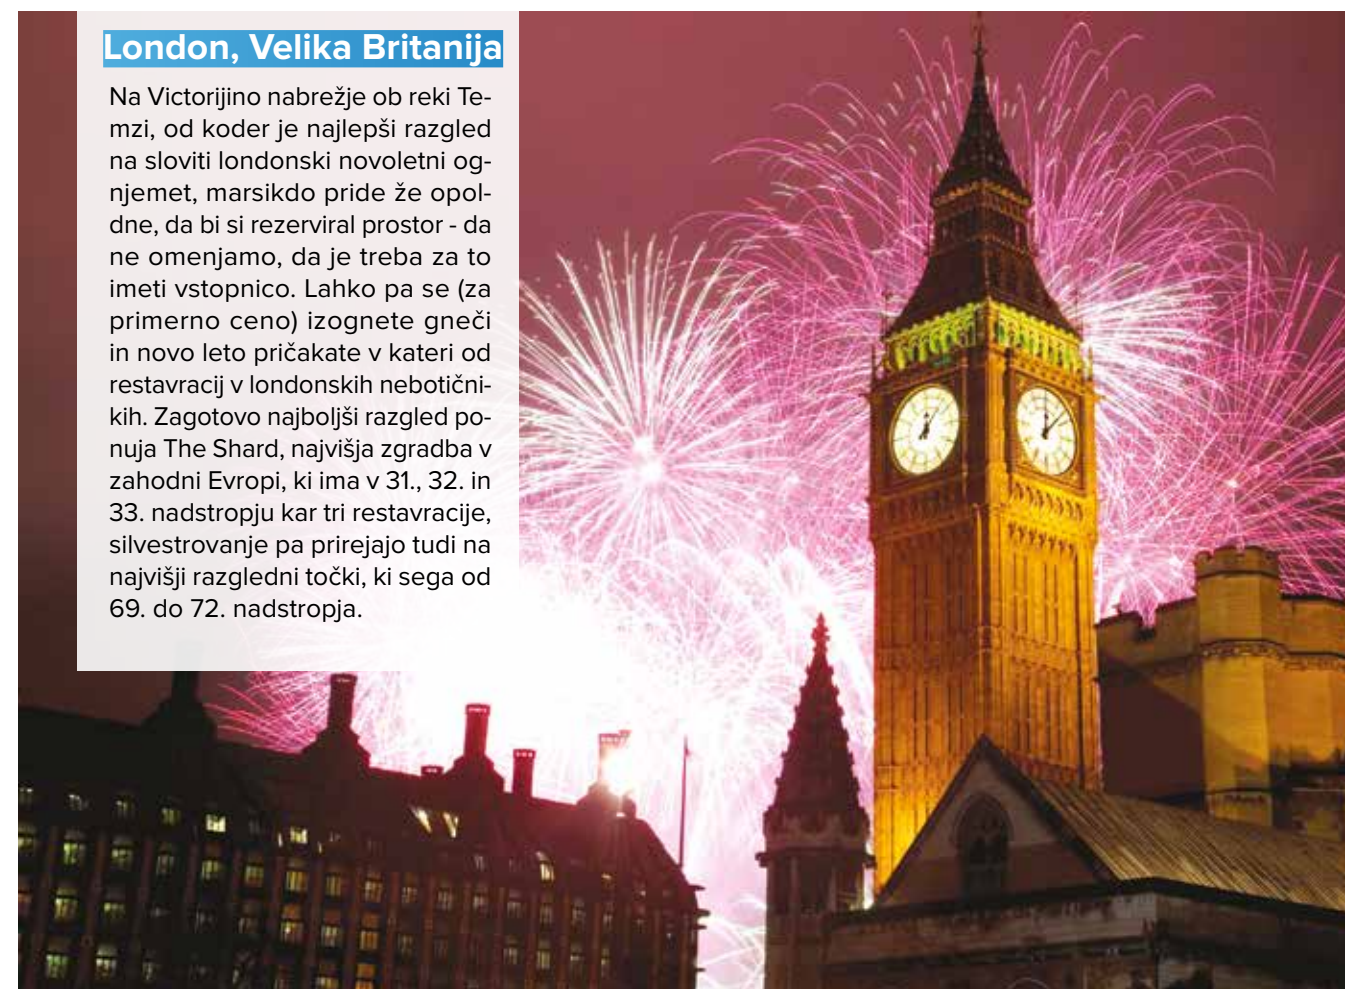 London, Velika Britanija
Na Victorijino nabrežje ob reki Te-
mzi, od koder je najlepši razgled
na sloviti londonski novoletni og-
njemet, marsikdo pride že opol-
dne, da bi si rezerviral prostor - da
ne omenjamo, da je treba za to
imeti vstopnico. Lahko pa se (za
primerno ceno) izognete gneči
in novo leto pričakate v kateri od
restavracij v londonskih nebotični-
kih. Zagotovo najboljši razgled po-
nuja The Shard, najvišja zgradba v
zahodni Evropi, ki ima v 31., 32. in
33. nadstropju kar tri restavracije,
silvestrovanje pa prirejajo tudi na
najvišji razgledni točki, ki sega od
69. do 72. nadstropja.